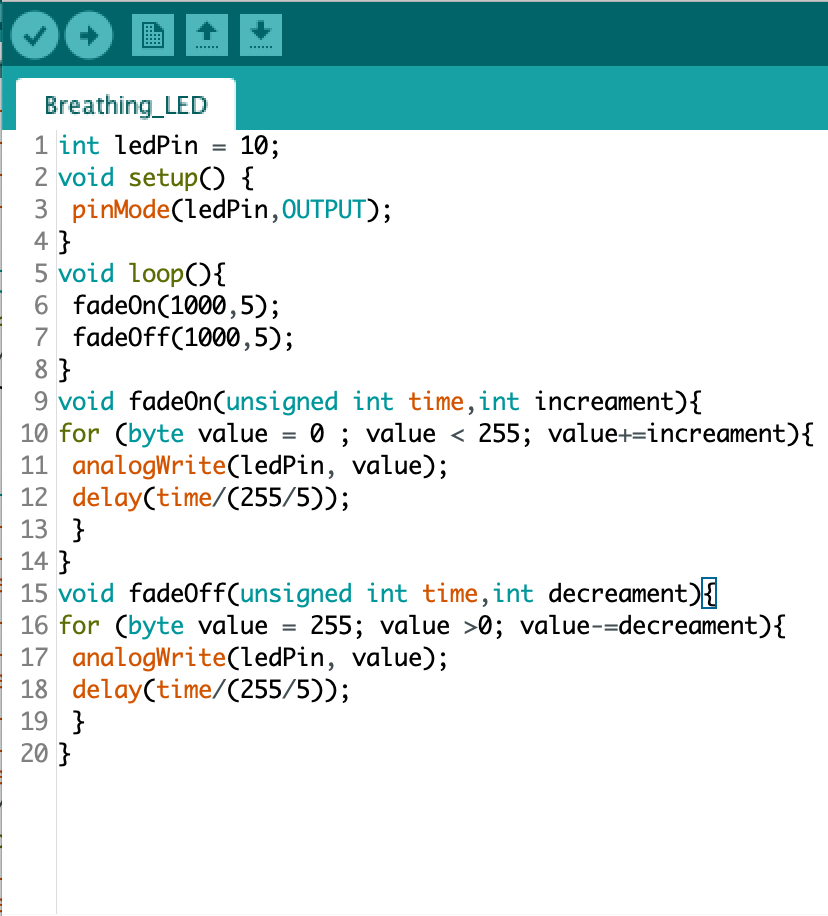 Breathing_LED
1 int ledPin = 10;
2 void setup() {
3 pinMode(ledPin,OUTPUT);
4 }
5 void loop(){
6 fadeOn(1000,5);
7 fadeOff(1000,5);
8 }
9 void fadeOn(unsigned int time,int increament){
10 for (byte value = 0 ; value < 255; value+=increament){
11 analogWrite(ledPin, value);
12 delay(time/(255/5));
13 }
14 }
15 void fadeOff(unsigned int time,int decreament){
16 for (byte value = 255; value >0; value-=decreament){
17 analogWrite(ledPin, value);
18 delay(time/(255/5));
19 }
20 }